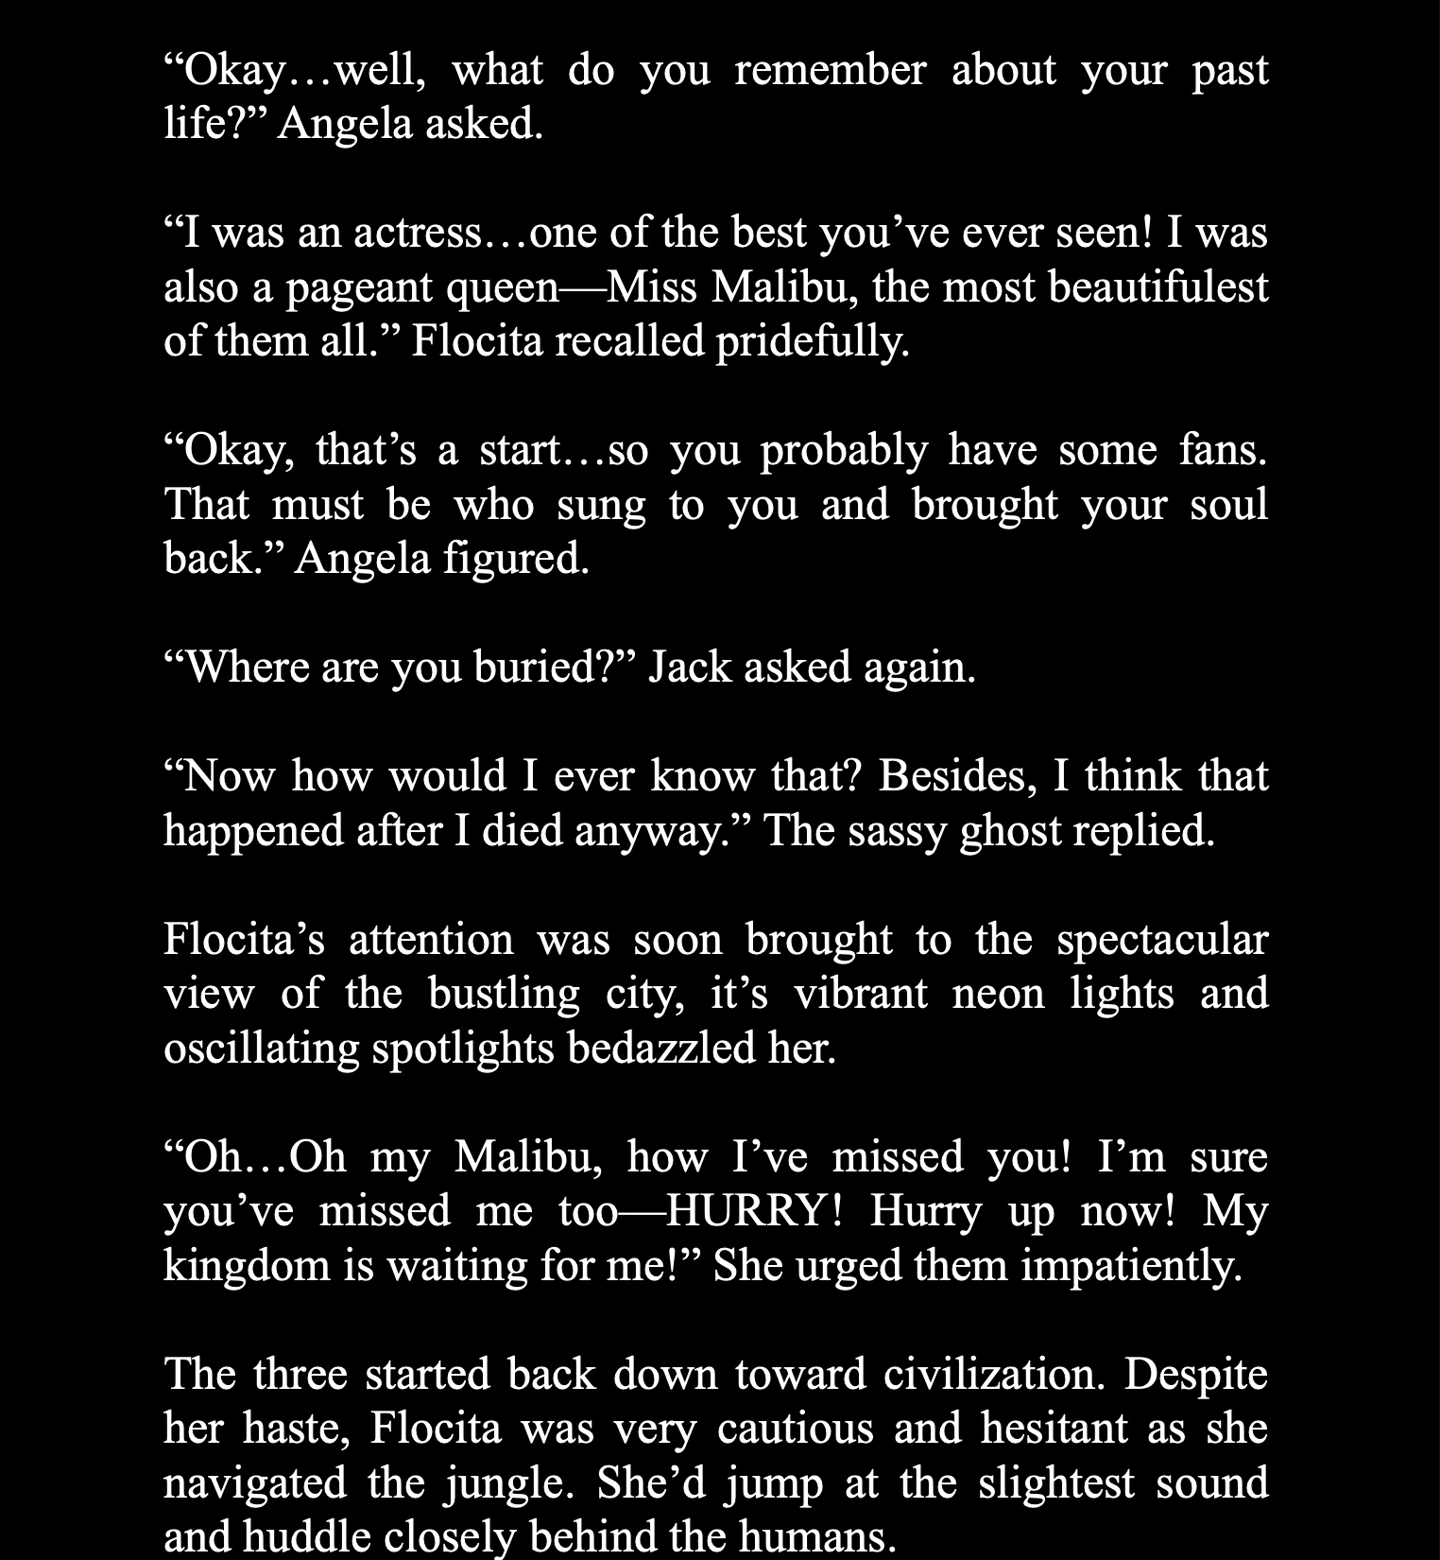 “Okay…well, what do you remember about your past
life?” Angela asked.
“I was an actress…one of the best you’ve ever seen! I was
also a pageant queen—Miss Malibu, the most beautifulest
of them all.” Flocita recalled pridefully.
“Okay, that’s a start…so you probably have some fans.
That must be who sung to you and brought your soul
back.” Angela figured.
“Where are you buried?” Jack asked again.
“Now how would I ever know that? Besides, I think that
happened after I died anyway.” The sassy ghost replied.
Flocita’s attention was soon brought to the spectacular
view of the bustling city, it’s vibrant neon lights and
oscillating spotlights bedazzled her.
“Oh…Oh my Malibu, how I’ve missed you! I’m sure
you’ve missed me too—HURRY! Hurry up now! My
kingdom is waiting for me!” She urged them impatiently.
The three started back down toward civilization. Despite
her haste, Flocita was very cautious and hesitant as she
navigated the jungle. She’d jump at the slightest sound
and huddle closely behind the humans.